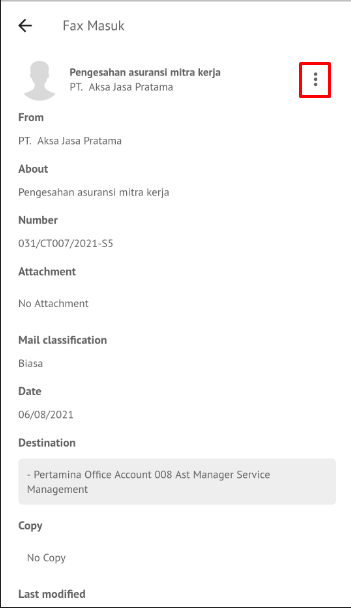 Fax Masuk
Pengesahan asuransi mitra kerja
PT. Aksa Jasa Pratama
From
PT. Aksa Jasa Pratama
About
Pengesahan asuransi mitra kerja
Number
031/CT007/2021-S5
Attachment
No Attachment
Mail classification
Biasa
Date
06/08/2021
Destination
- Pertamina Office Account 008 Ast Manager Service
Management
Copy
No Copy
Last modified